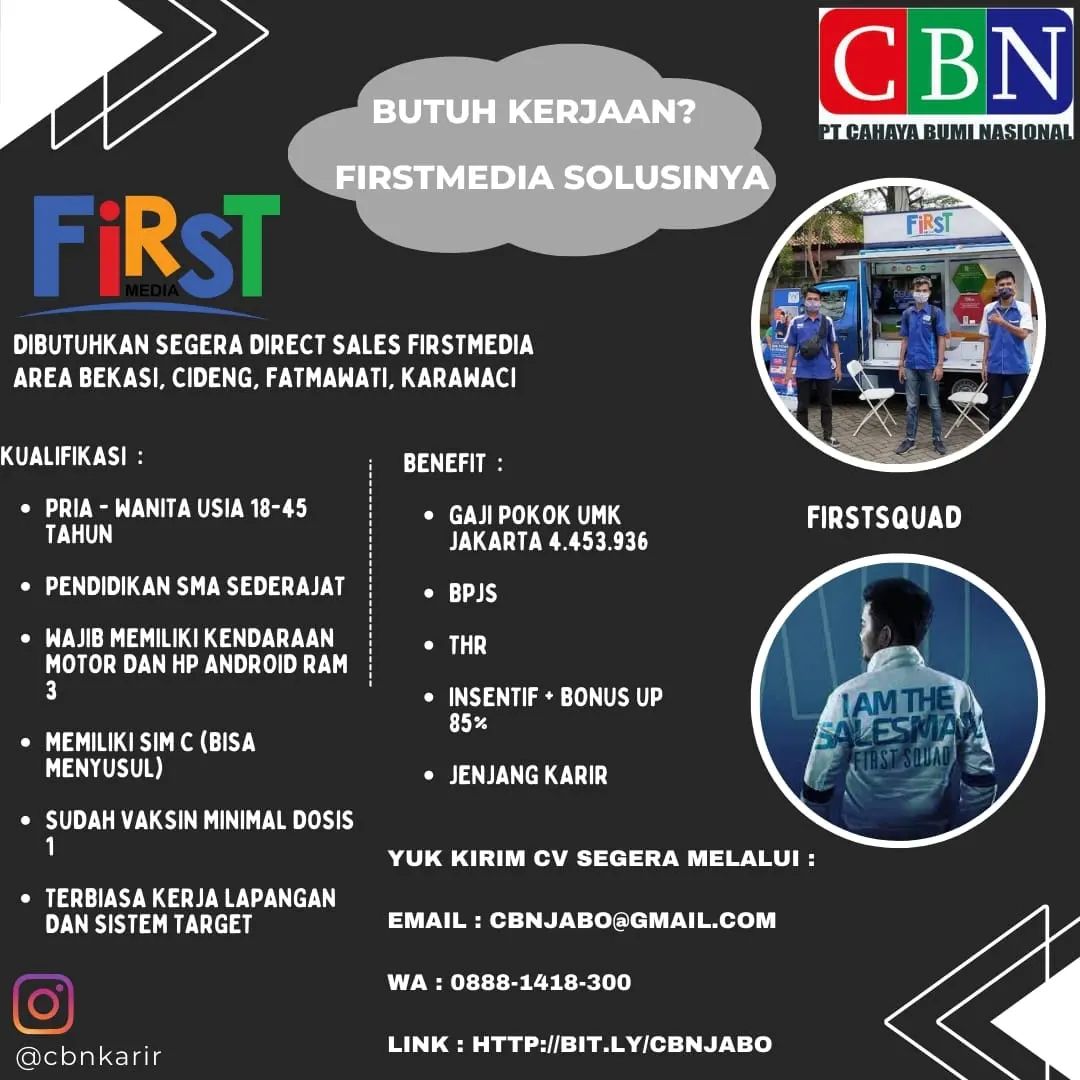 CBN
PT CAHAYA BUMI NASIONAL
BUTUH KERJAAN?
FIRSTMEDIA SOLUSINYA
FiRST
MEDIA
DIBUTUHKAN SEGERA DIRECT SALES FIRSTMEDIA
AREA BEKASI, CIDENG, FATMAWATI, KARAWACI
KUALIFIKASI :
• PRIA - WANITA USIA 18-45
TAHUN
• PENDIDIKAN SMA SEDERAJAT
• WAJIB MEMILIKI KENDARAAN
MOTOR DAN HP ANDROID RAM
3
• MEMILIKI SIM C (BISA
MENYUSUL)
• SUDAH VAKSIN MINIMAL DOSIS
1
• TERBIASA KERJA LAPANGAN
DAN SISTEM TARGET
BENEFIT :
• GAJI POKOK UMK
JAKARTA 4.453.936
• BPJS
• THR
• INSENTIF + BONUS UP
85%
• JENJANG KARIR
FiRST
FIRSTSQUAD
I AM THE
SALESMAN
FIRST SQUAD
YUK KIRIM CV SEGERA MELALUI :
EMAIL : CBNJABO@GMAIL.COM
WA : 0888-1418-300
LINK : HTTP://BIT.LY/CBNJABO
@cbnkarir